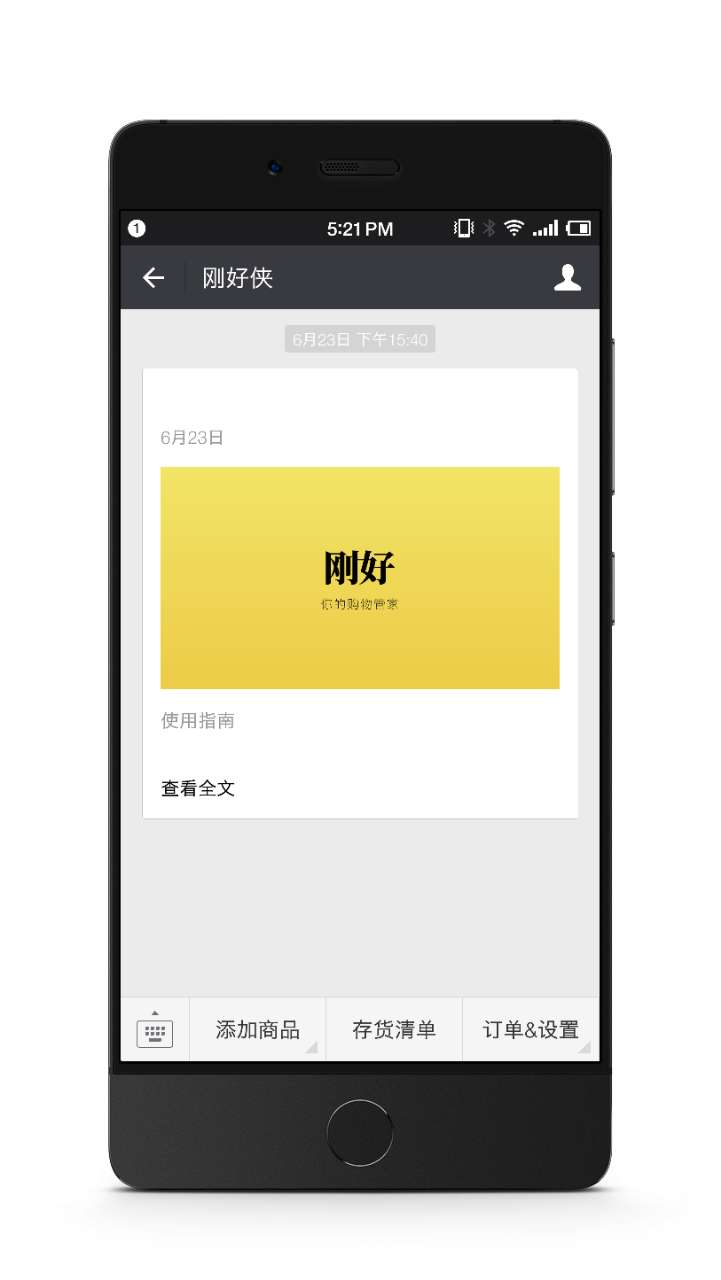 1
5:21 PM
刚好侠
6月23日 下午15:40
6月23日
刚好
你的购物管家
使用指南
查看全文
添加商品
存货清单
订单&设置